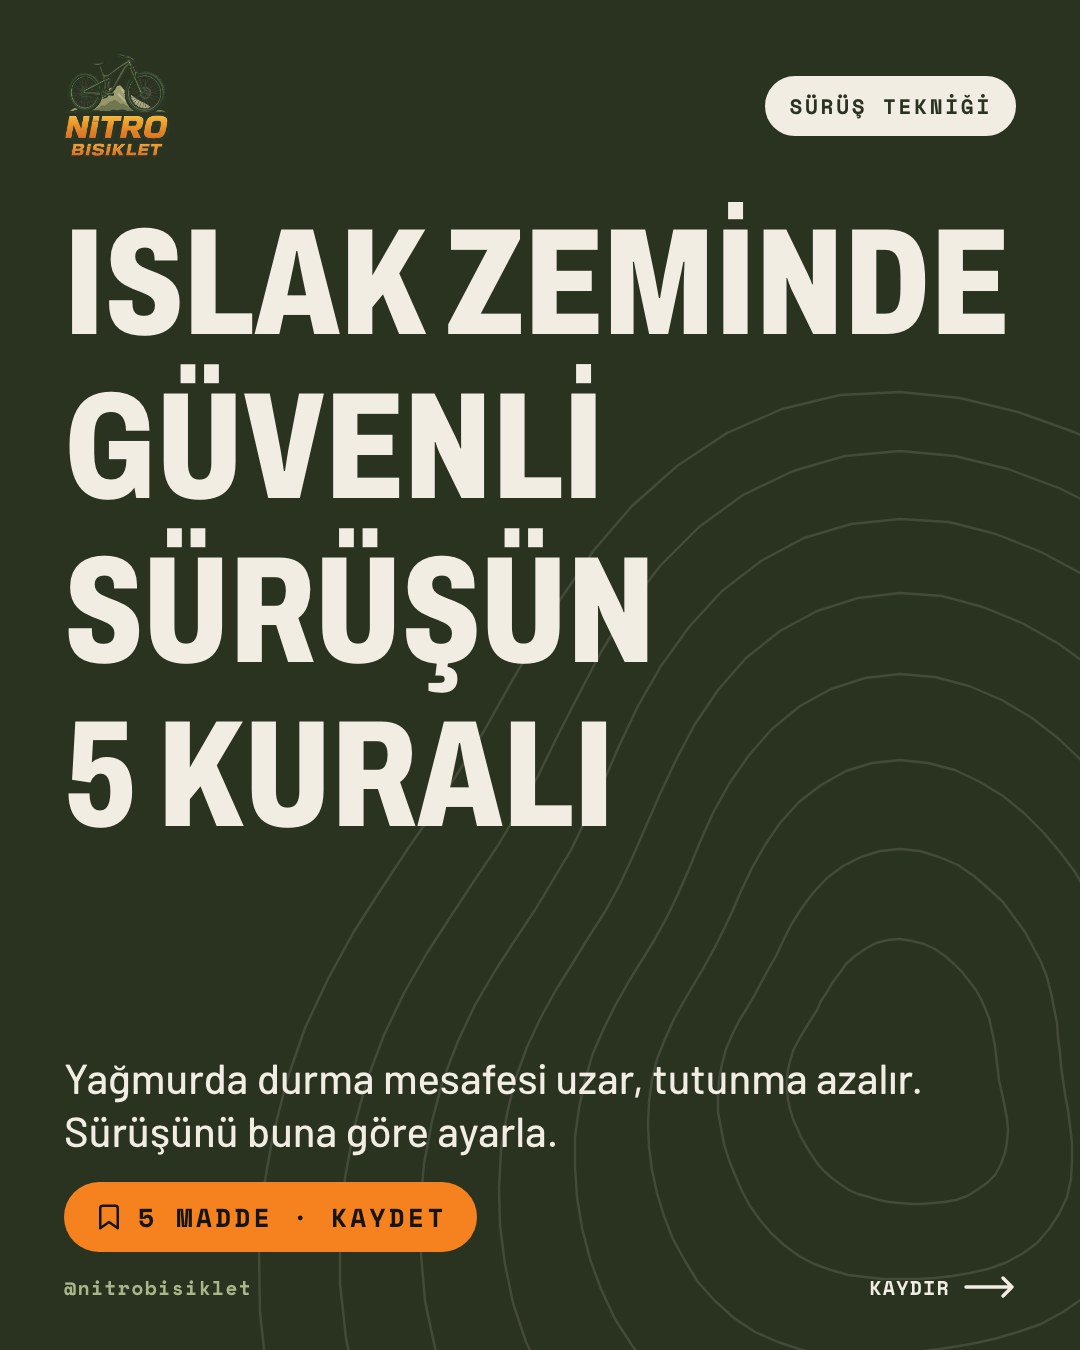 NiTRO
BISIKLET
SÜRÜŞ TEKNİĞİ
ISLAK ZEMİNDE
GÜVENLİ
SÜRÜŞÜN
5 KURALI
Yağmurda durma mesafesi uzar, tutunma azalır.
Sürüşünü buna göre ayarla.
5 MADDE · KAYDET
@nitrobisiklet
KAYDIR